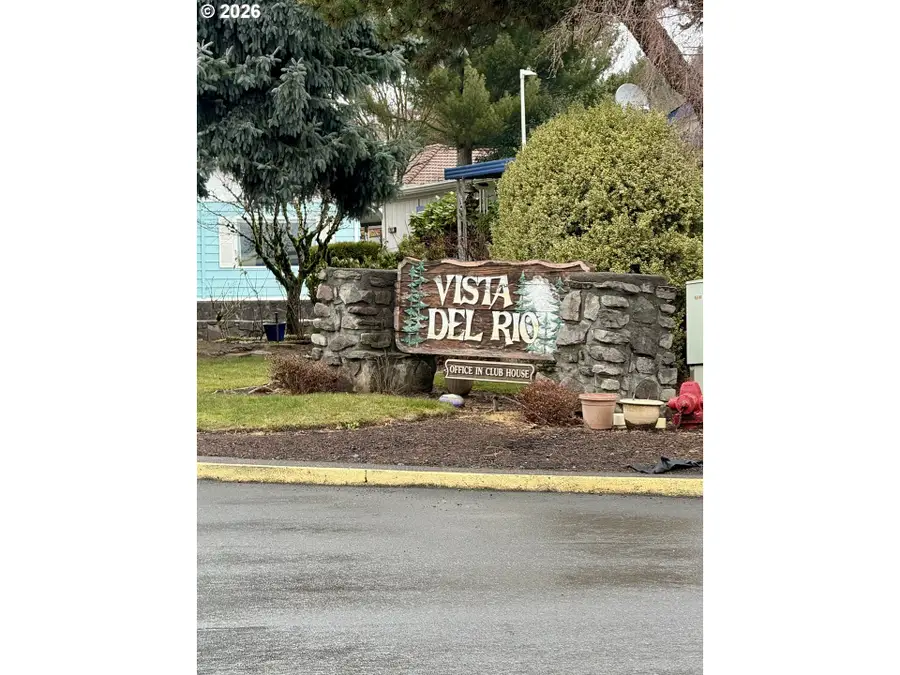 © 2026
VISTA
DEL RIO
OFFICE IN CLUB HOUSE